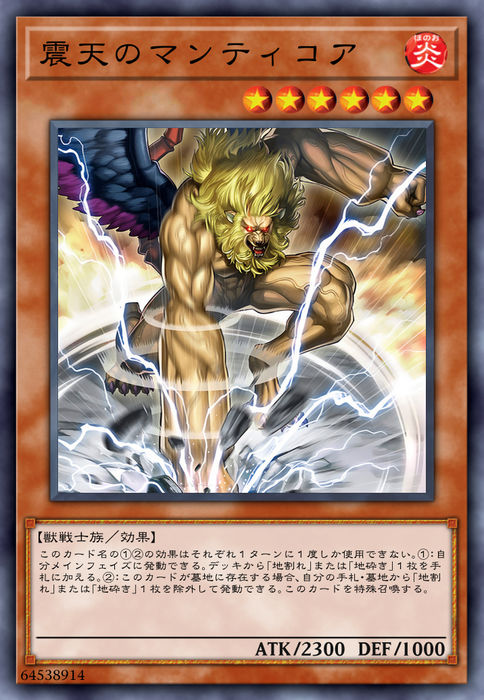 震天のマンティコア
ほのお
炎
【獣戦士族／効果】
このカード名の①②の効果はそれぞれ１ターンに１度しか使用できない。①：自
分メインフェイズに発動できる。デッキから「地割れ」または「地砕き」１枚を手
札に加える。②：このカードが墓地に存在する場合、自分の手札・墓地から「地割
れ」または「地砕き」１枚を除外して発動できる。このカードを特殊召喚する。
ATK/2300 DEF/1000
64538914